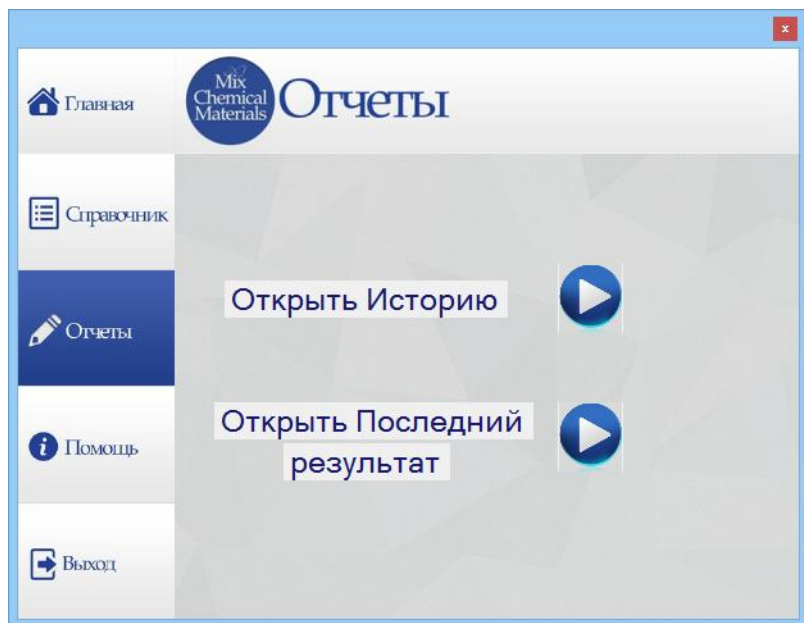 x
Главная
Mix
Chemical
Materials
Отчеты
Справочник
Отчеты
Помощь
Выход
Открыть Историю
Открыть Последний
результат